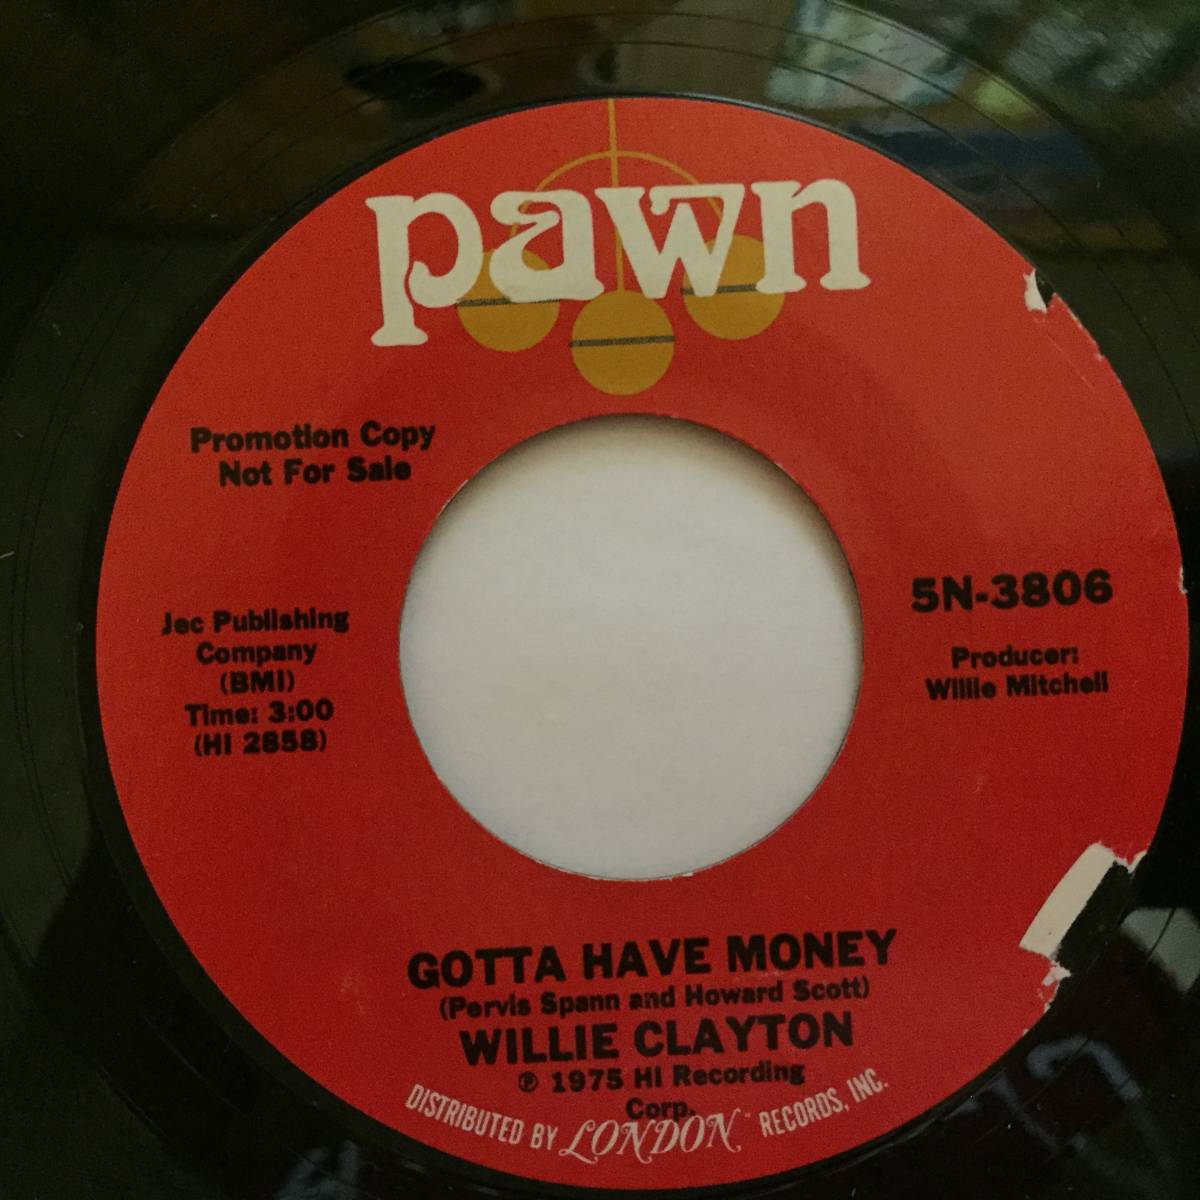 pawn
Promotion Copy
Not For Sale
Jec Publishing
Company
(BMI)
Time: 3:00
(HI 2858)
5N-3806
Producer:
Willie Mitchell
GOTTA HAVE MONEY
(Pervis Spann and Howard Scott)
WILLIE CLAYTON
℗ 1975 HI Recording
Corp.
DISTRIBUTED BY LONDON RECORDS, INC.